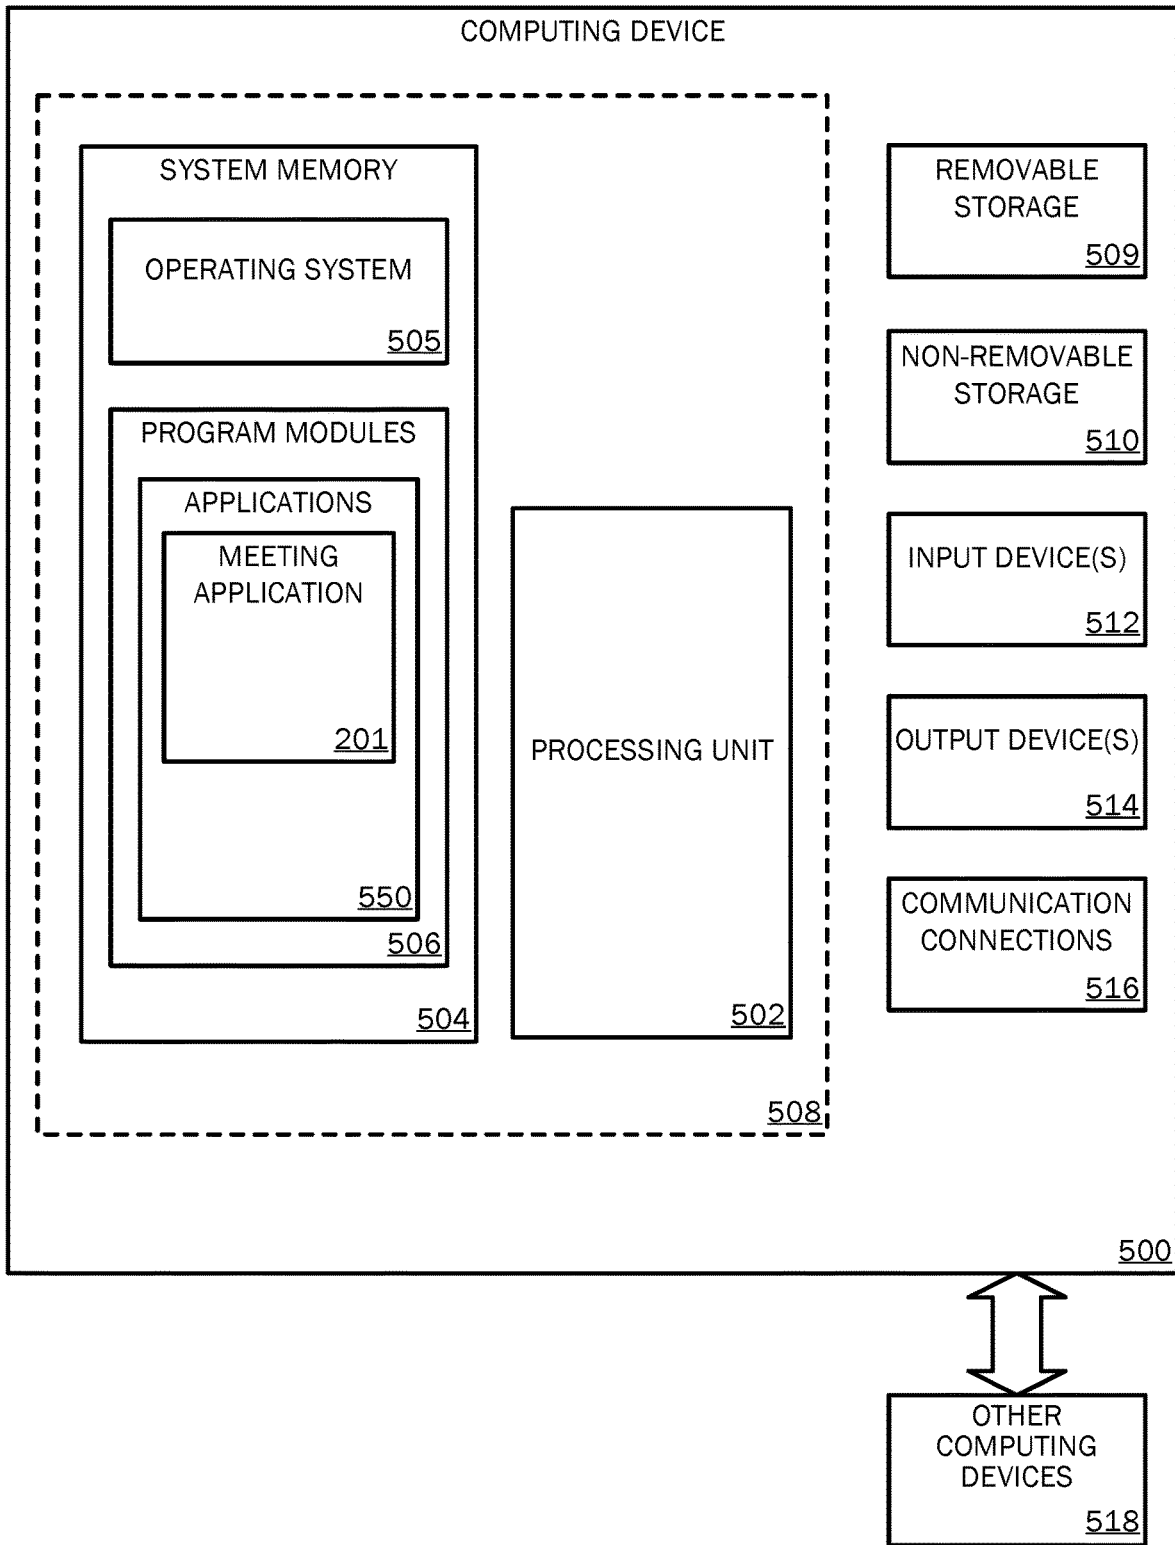 COMPUTING DEVICE
SYSTEM MEMORY
OPERATING SYSTEM
505
PROGRAM MODULES
APPLICATIONS
MEETING
APPLICATION
201
550
506
504
PROCESSING UNIT
502
508
REMOVABLE
STORAGE
509
NON-REMOVABLE
STORAGE
510
INPUT DEVICE(S)
512
OUTPUT DEVICE(S)
514
COMMUNICATION
CONNECTIONS
516
500
OTHER
COMPUTING
DEVICES
518